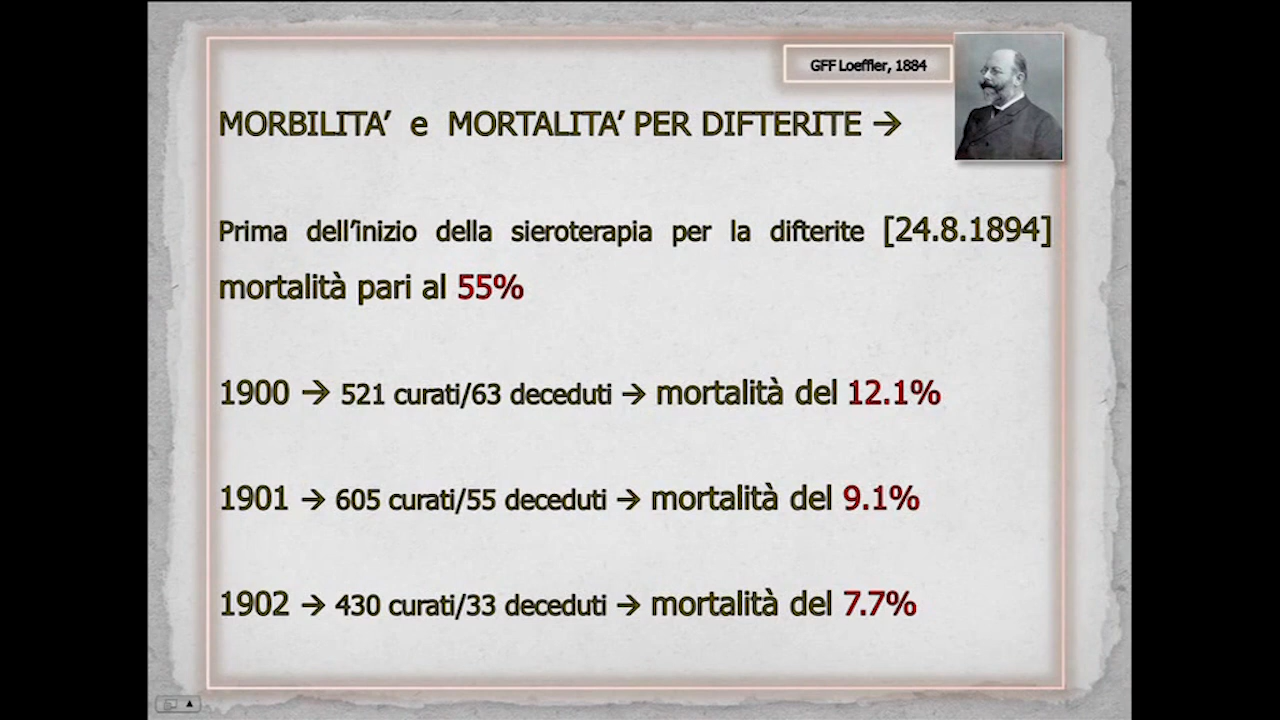 GFF Loeffler, 1884
MORBILITA’ e MORTALITA’ PER DIFTERITE →
Prima dell’inizio della sieroterapia per la difterite [24.8.1894]
mortalità pari al 55%
1900 → 521 curati/63 deceduti → mortalità del 12.1%
1901 → 605 curati/55 deceduti → mortalità del 9.1%
1902 → 430 curati/33 deceduti → mortalità del 7.7%